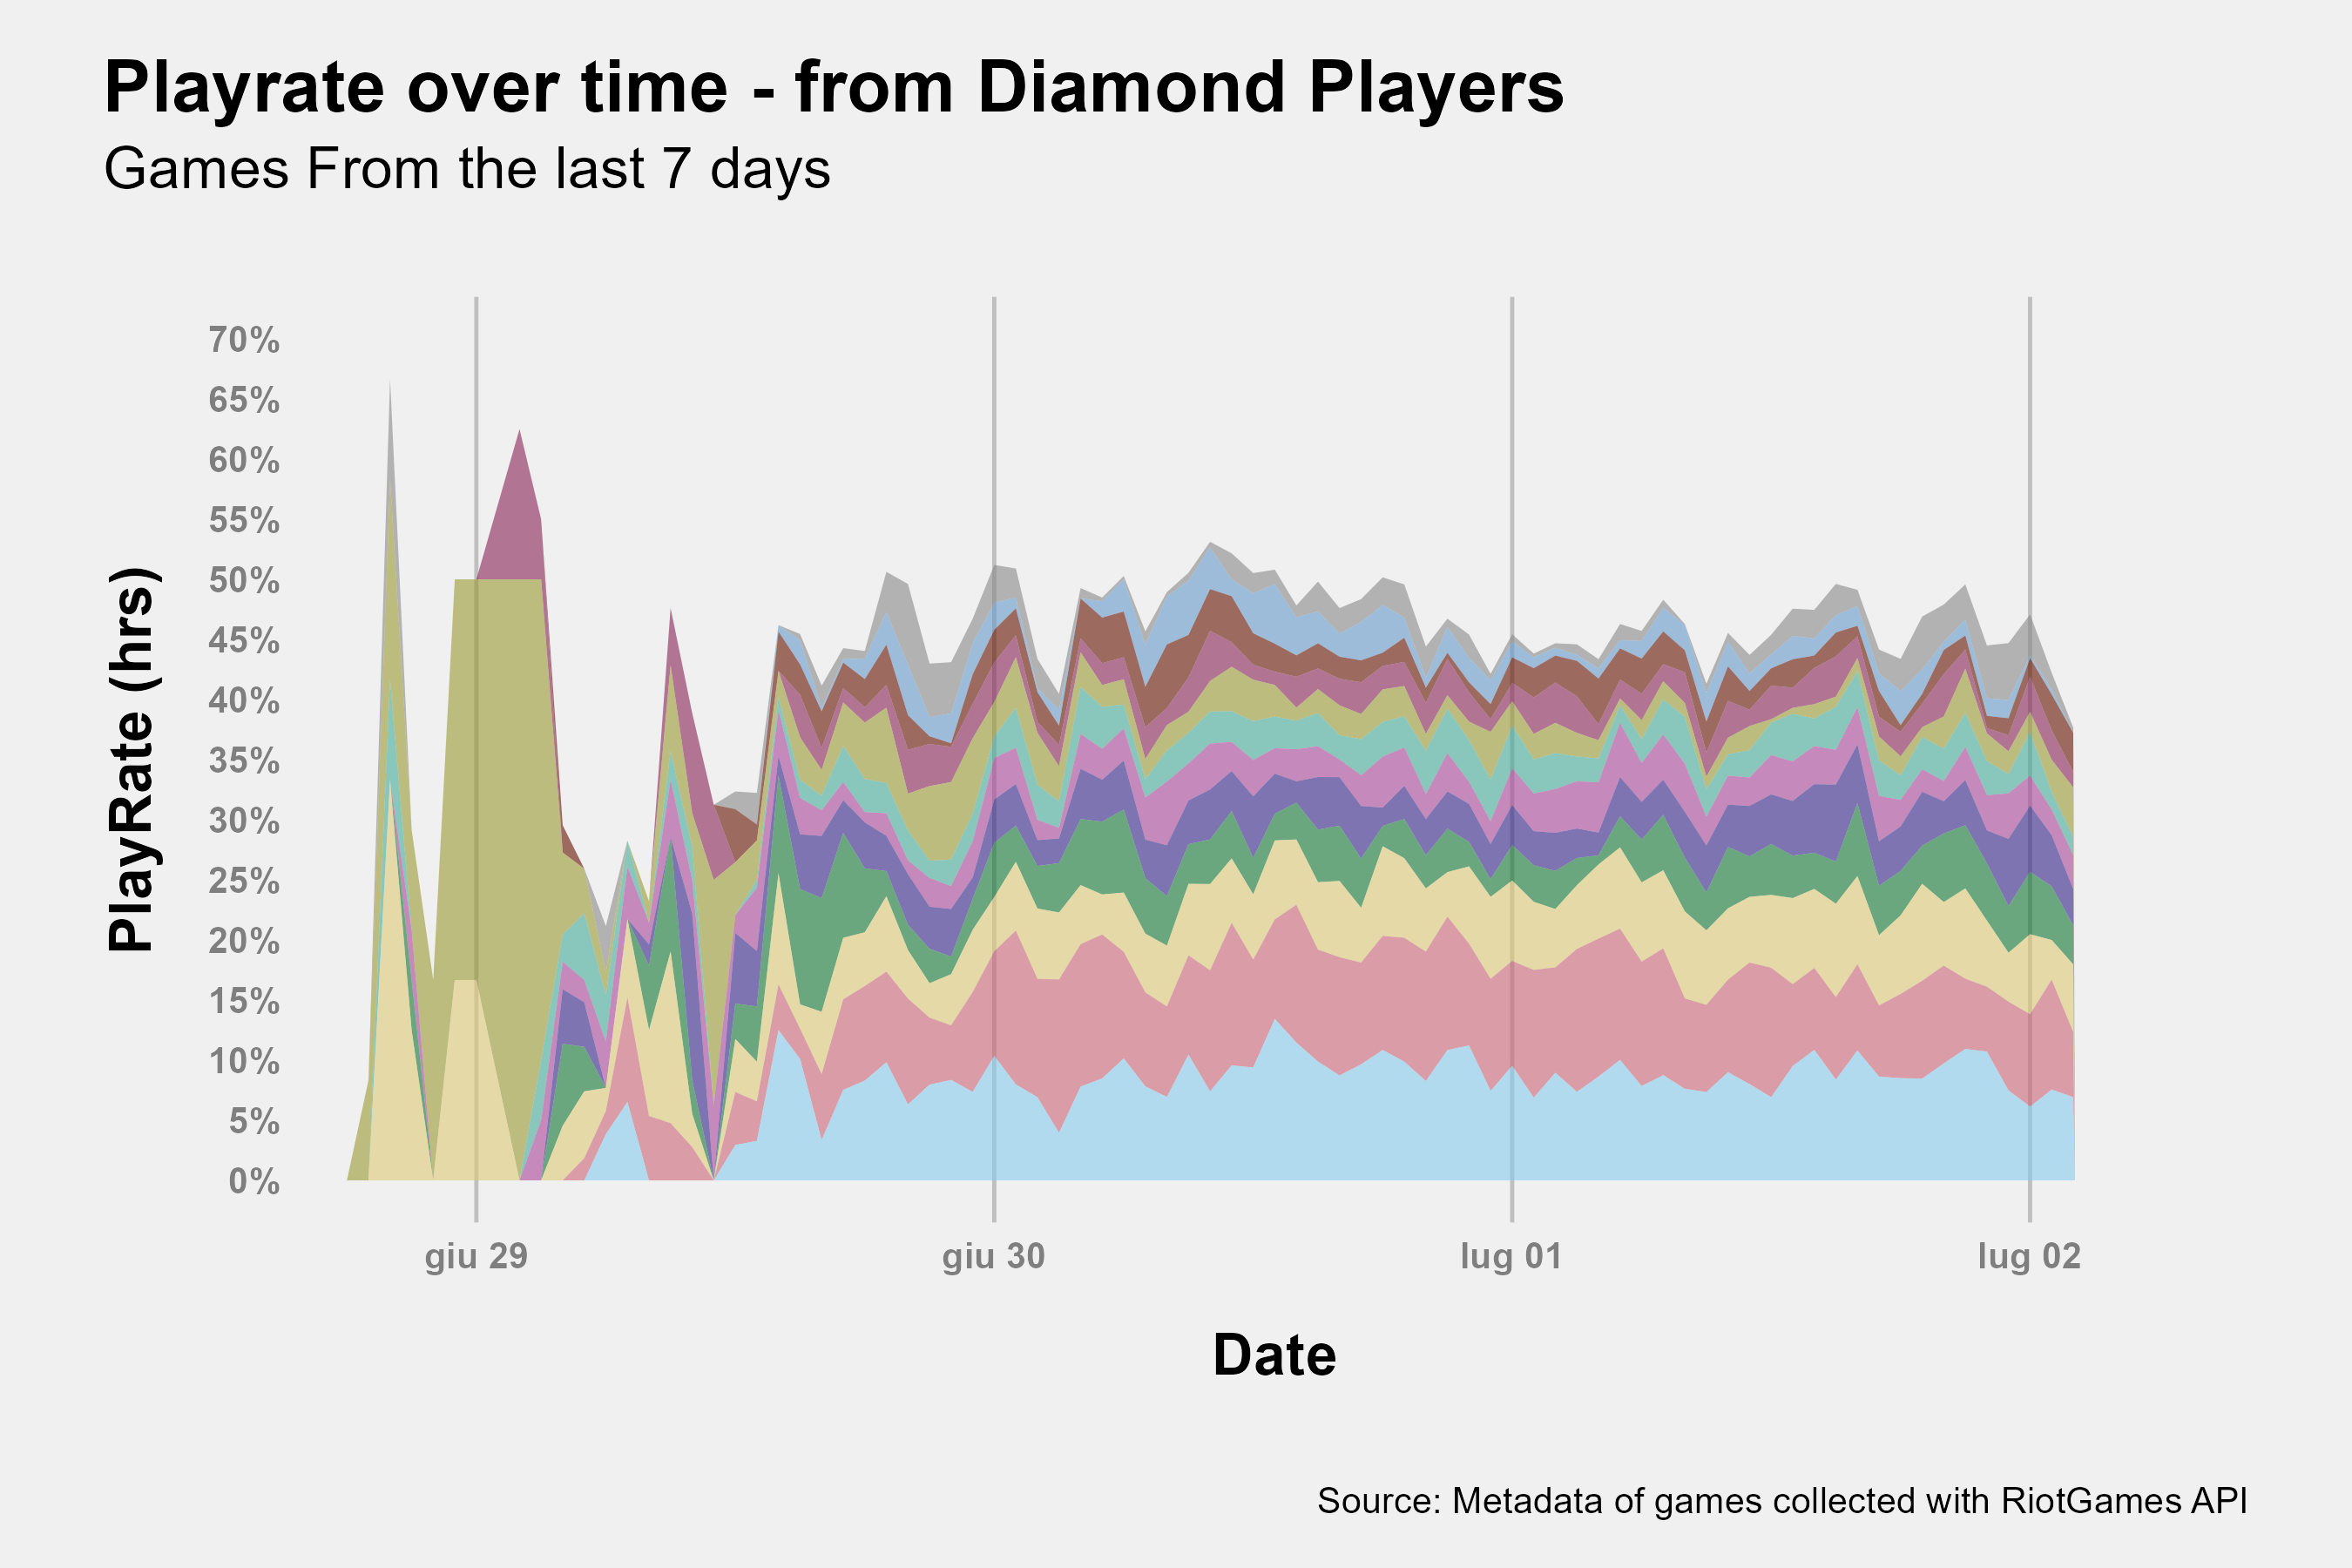 Playrate over time - from Diamond Players
Games From the last 7 days
70%
65%
60%
55%
50%
45%
40%
35%
30%
25%
20%
15%
10%
5%
0%
PlayRate (hrs)
giu 29 giu 30 lug 01 lug 02
Date
Source: Metadata of games collected with RiotGames API